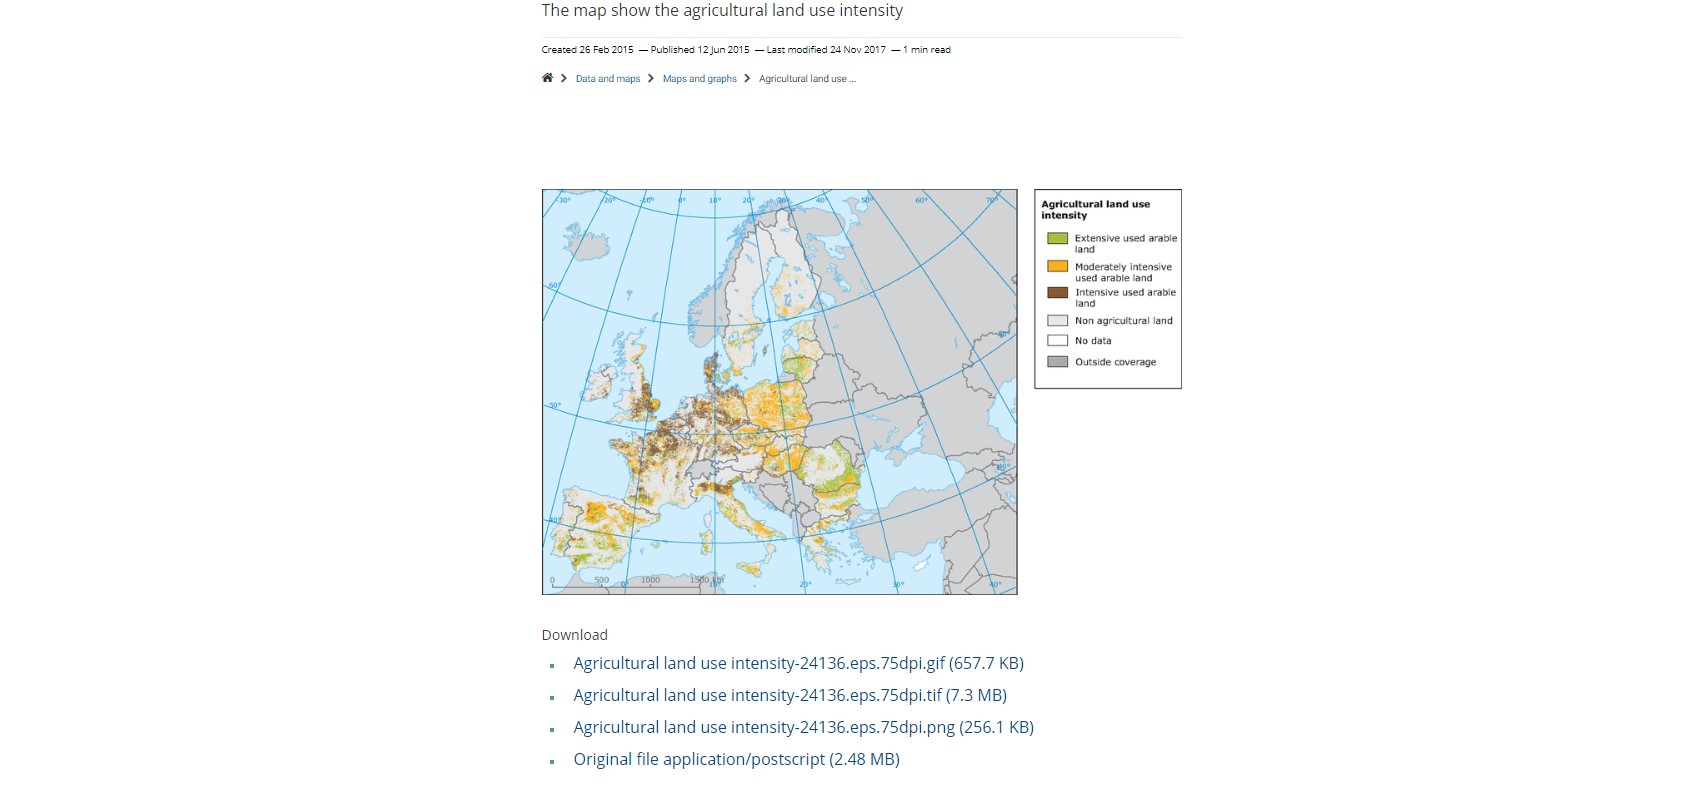 The map show the agricultural land use intensity
Created 26 Feb 2015 — Published 12 Jun 2015 — Last modified 24 Nov 2017 — 1 min read
Data and maps
Maps and graphs
Agricultural land use ...
-30°
-20°
-10°
0°
10°
20°
30°
40°
50°
60°
70°
60°
50°
50°
40°
40°
0
500
1000
1500 km
0°
10°
20°
30°
40°
Agricultural land use
intensity
Extensive used arable
land
Moderately intensive
used arable land
Intensive used arable
land
Non agricultural land
No data
Outside coverage
Download
Agricultural land use intensity-24136.eps.75dpi.gif (657.7 KB)
Agricultural land use intensity-24136.eps.75dpi.tif (7.3 MB)
Agricultural land use intensity-24136.eps.75dpi.png (256.1 KB)
Original file application/postscript (2.48 MB)